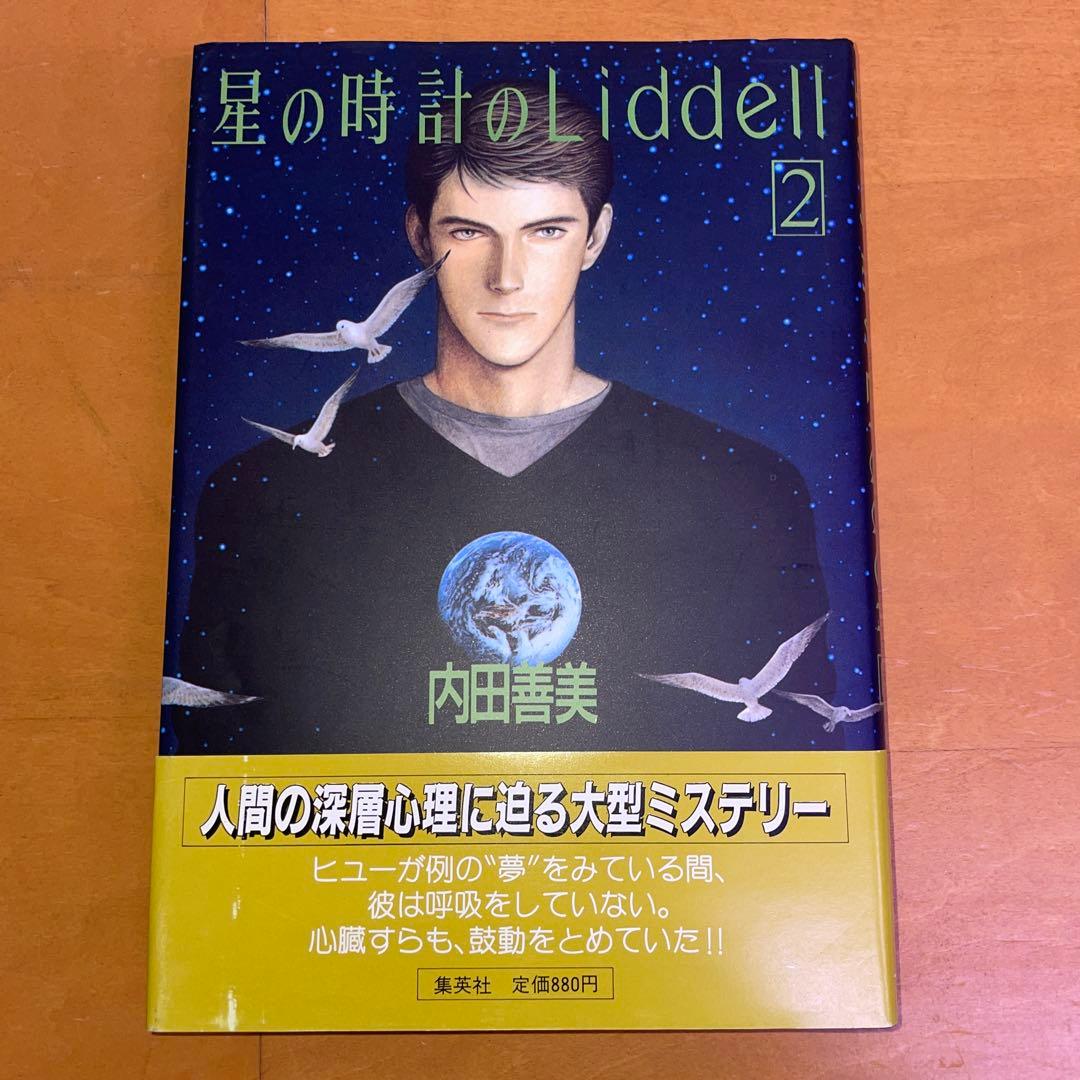 星の時計のLiddell
2
内田善美
人間の深層心理に迫る大型ミステリー
ヒューが例の〝夢〟をみている間、
彼は呼吸をしていない。
心臓すらも、鼓動をとめていた!!
集英社 定価880円